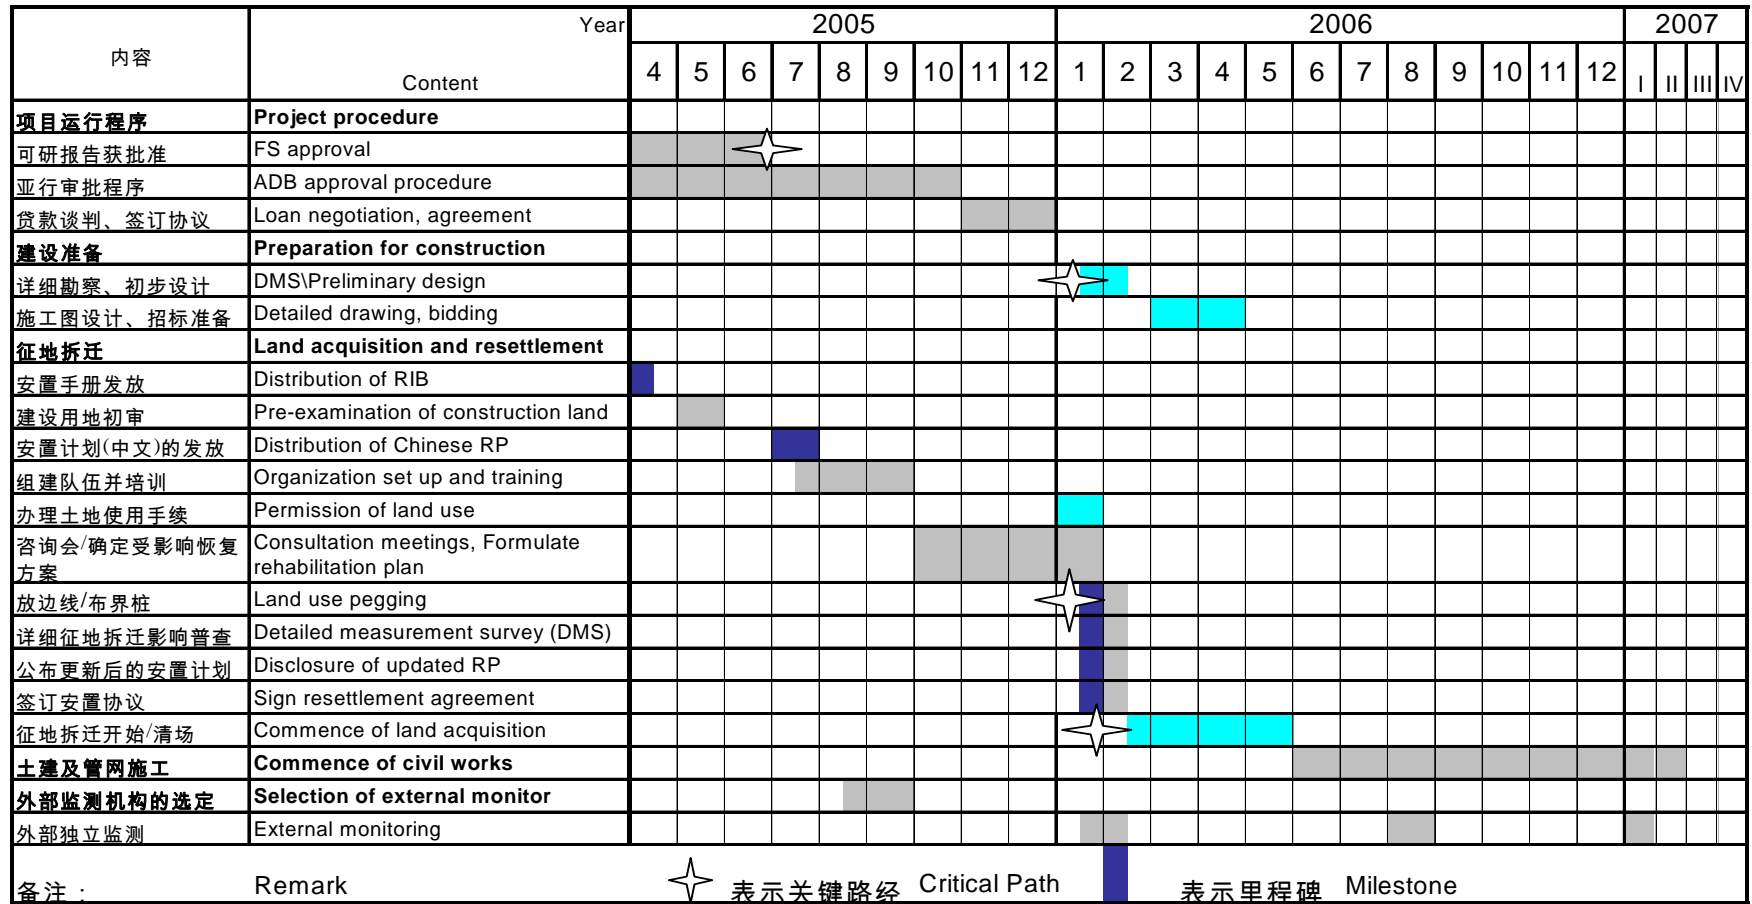 Year 2005 2006 2007
内容 Content 4 5 6 7 8 9 10 11 12 1 2 3 4 5 6 7 8 9 10 11 12 I II III IV
项目运行程序 Project procedure
可研报告获批准 FS approval
亚行审批程序 ADB approval procedure
贷款谈判、签订协议 Loan negotiation, agreement
建设准备 Preparation for construction
详细勘察、初步设计 DMS\Preliminary design
施工图设计、招标准备 Detailed drawing, bidding
征地拆迁 Land acquisition and resettlement
安置手册发放 Distribution of RIB
建设用地初审 Pre-examination of construction land
安置计划(中文)的发放 Distribution of Chinese RP
组建队伍并培训 Organization set up and training
办理土地使用手续 Permission of land use
咨询会/确定受影响恢复 Consultation meetings, Formulate
方案 rehabilitation plan
放边线/布界桩 Land use pegging
详细征地拆迁影响普查 Detailed measurement survey (DMS)
公布更新后的安置计划 Disclosure of updated RP
签订安置协议 Sign resettlement agreement
征地拆迁开始/清场 Commence of land acquisition
土建及管网施工 Commence of civil works
外部监测机构的选定 Selection of external monitor
外部独立监测 External monitoring
备注： Remark 表示关键路经 Critical Path 表示里程碑 Milestone